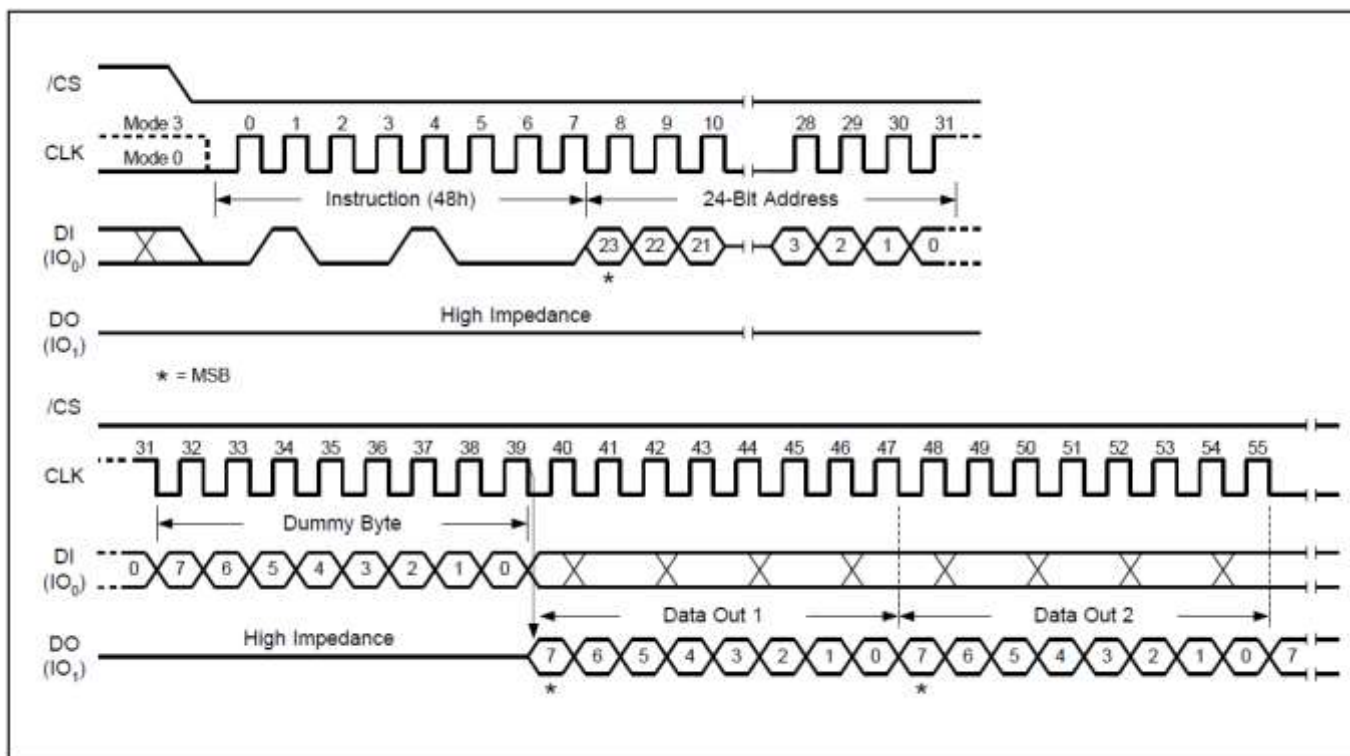 /CS
Mode 3 0 1 2 3 4 5 6 7 8 9 10 28 29 30 31
CLK
Mode 0
Instruction (48h) 24-Bit Address
DI
(IO0) 23 22 21 3 2 1 0
*
DO High Impedance
(IO1)
* = MSB
/CS
31 32 33 34 35 36 37 38 39 40 41 42 43 44 45 46 47 48 49 50 51 52 53 54 55
CLK
Dummy Byte
DI
(IO0) 0 7 6 5 4 3 2 1 0
Data Out 1 Data Out 2
DO High Impedance
(IO1) 7 6 5 4 3 2 1 0 7 6 5 4 3 2 1 0 7
* *